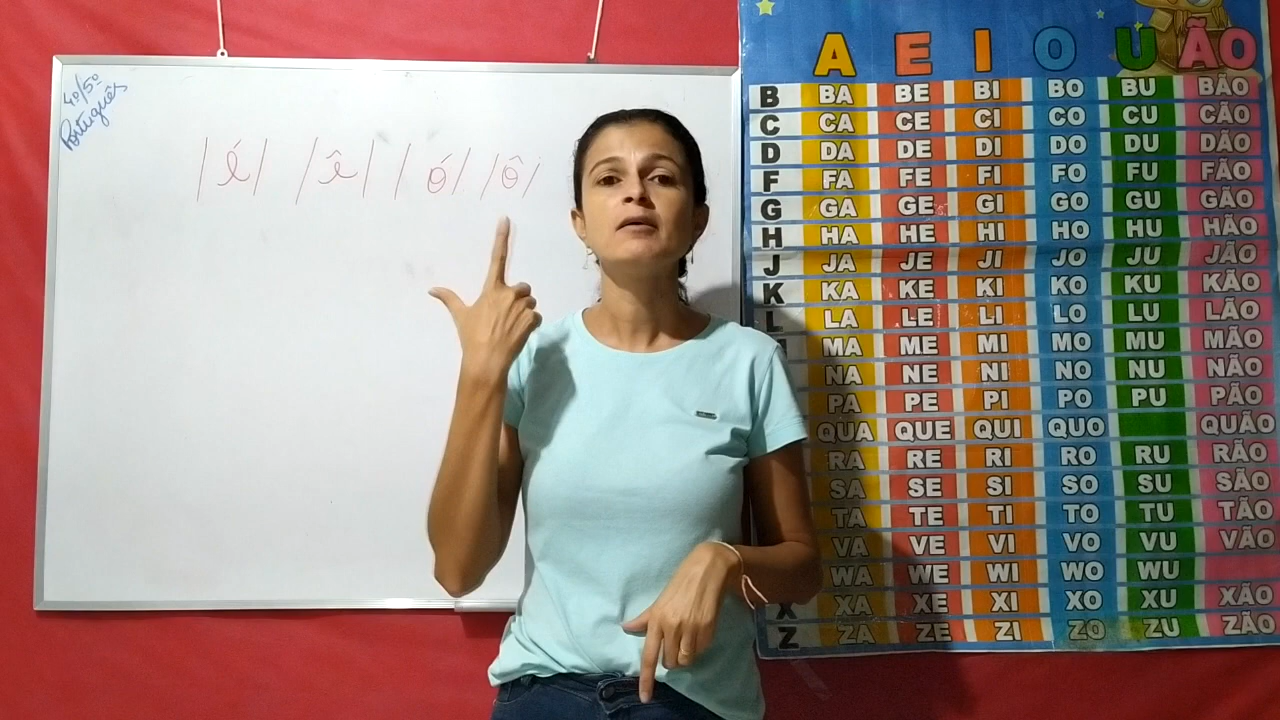 4º/5º
Português
/é/ /ê/ /ó/ /ô/
A E I O U ÃO
B BA BE BI BO BU BÃO
C CA CE CI CO CU CÃO
D DA DE DI DO DU DÃO
F FA FE FI FO FU FÃO
G GA GE GI GO GU GÃO
H HA HE HI HO HU HÃO
J JA JE JI JO JU JÃO
K KA KE KI KO KU KÃO
L LA LE LI LO LU LÃO
MA ME MI MO MU MÃO
NA NE NI NO NU NÃO
PA PE PI PO PU PÃO
QUA QUE QUI QUO QUÃO
RA RE RI RO RU RÃO
SA SE SI SO SU SÃO
TA TE TI TO TU TÃO
VA VE VI VO VU VÃO
WA WE WI WO WU
X XA XE XI XO XU XÃO
Z ZA ZE ZI ZO ZU ZÃO